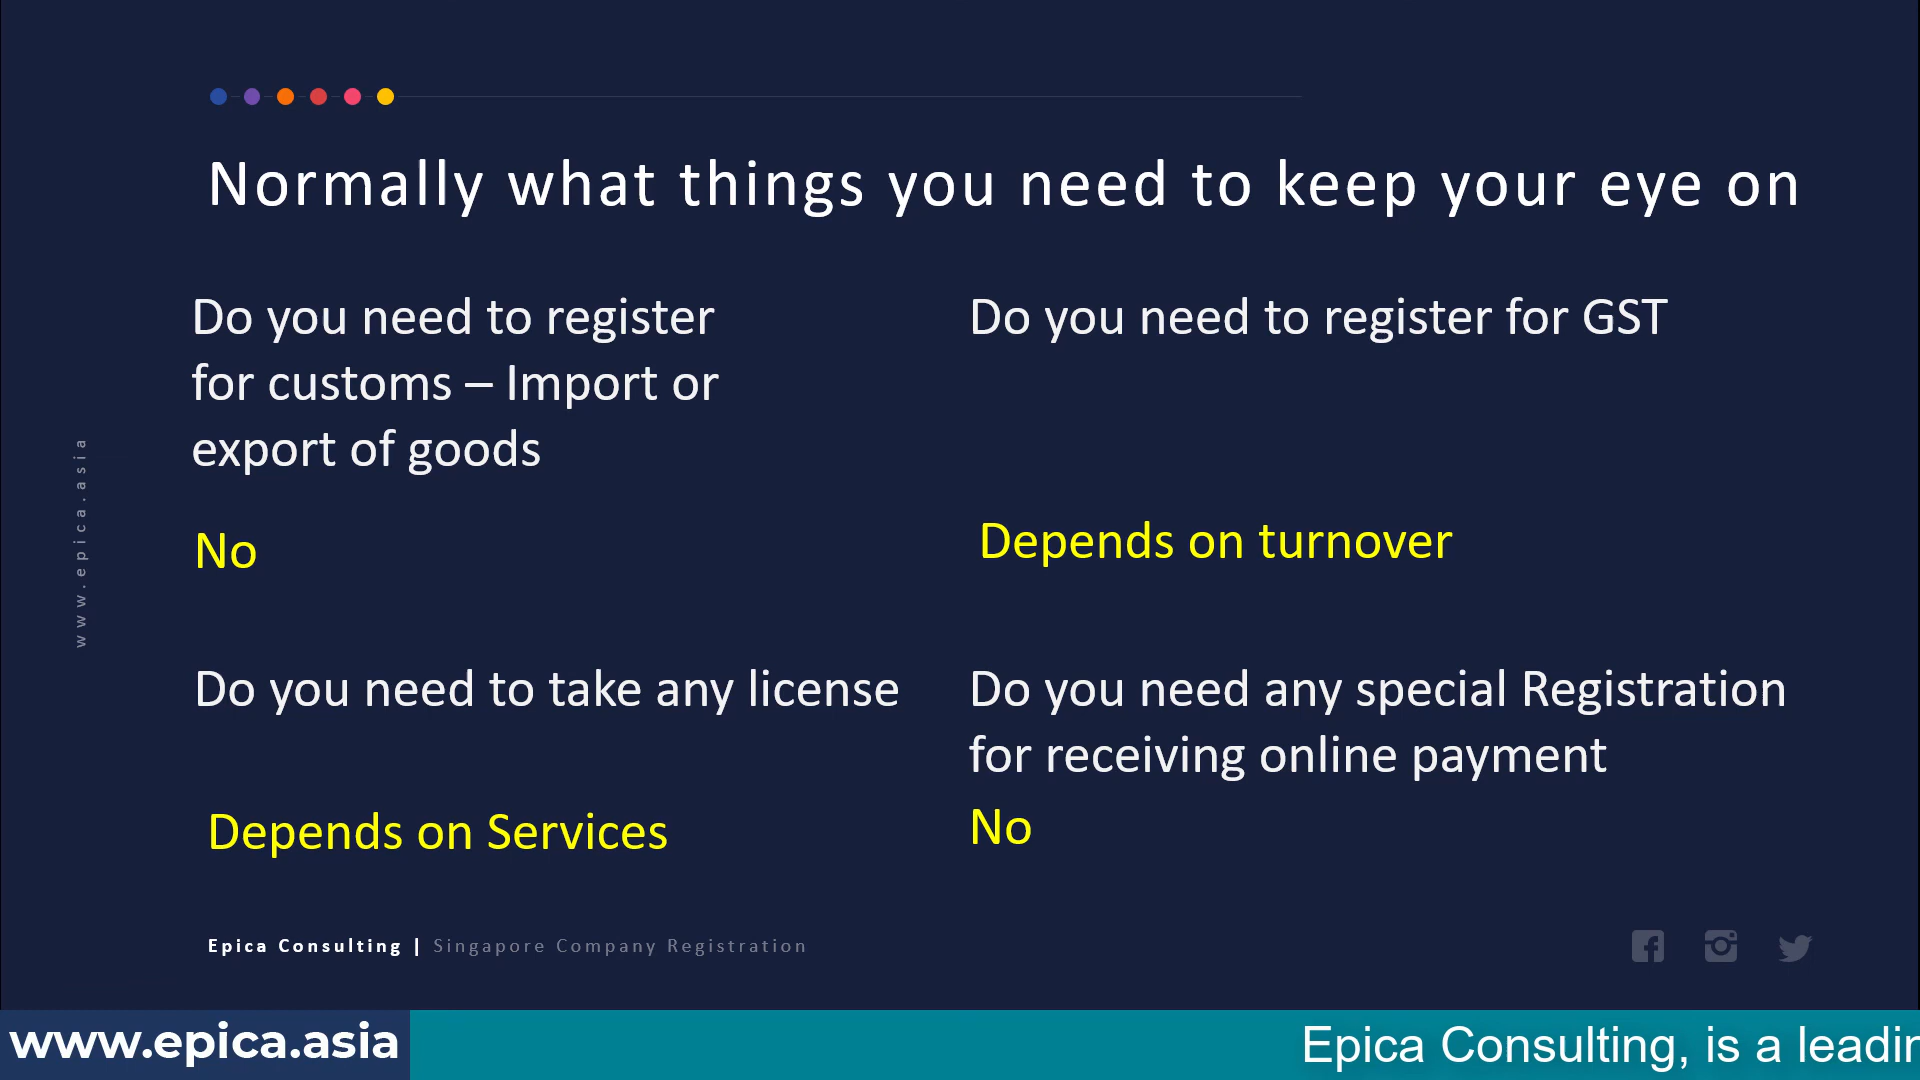 Normally what things you need to keep your eye on
Do you need to register
for customs – Import or
export of goods
No
Do you need to register for GST
Depends on turnover
Do you need to take any license
Depends on Services
Do you need any special Registration
for receiving online payment
No
www.epica.asia
Epica Consulting | Singapore Company Registration
www.epica.asia
Epica Consulting, is a leadin